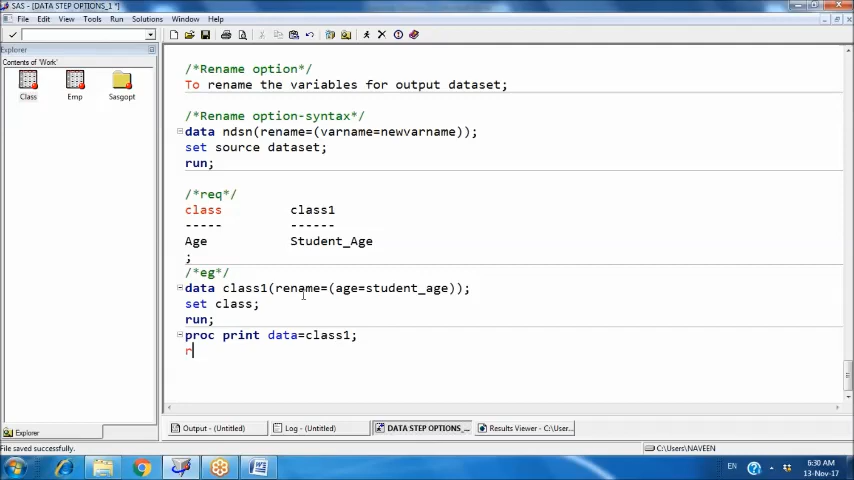 SAS - [DATA STEP OPTIONS_1 *]
File Edit View Tools Run Solutions Window Help
Explorer
Contents of 'Work'
Class Emp Sasgopt
/*Rename option*/
To rename the variables for output dataset;
/*Rename option-syntax*/
data ndsn(rename=(varname=newvarname));
set source dataset;
run;
/*req*/
class class1
----- ------
Age Student_Age
;
/*eg*/
data class1(rename=(age=student_age));
set class;
run;
proc print data=class1;
r
Explorer
Output - (Untitled) Log - (Untitled) DATA STEP OPTIONS_... Results Viewer - C:\User...
File saved successfully. C:\Users\NAVEEN
EN 6:30 AM
13-Nov-17